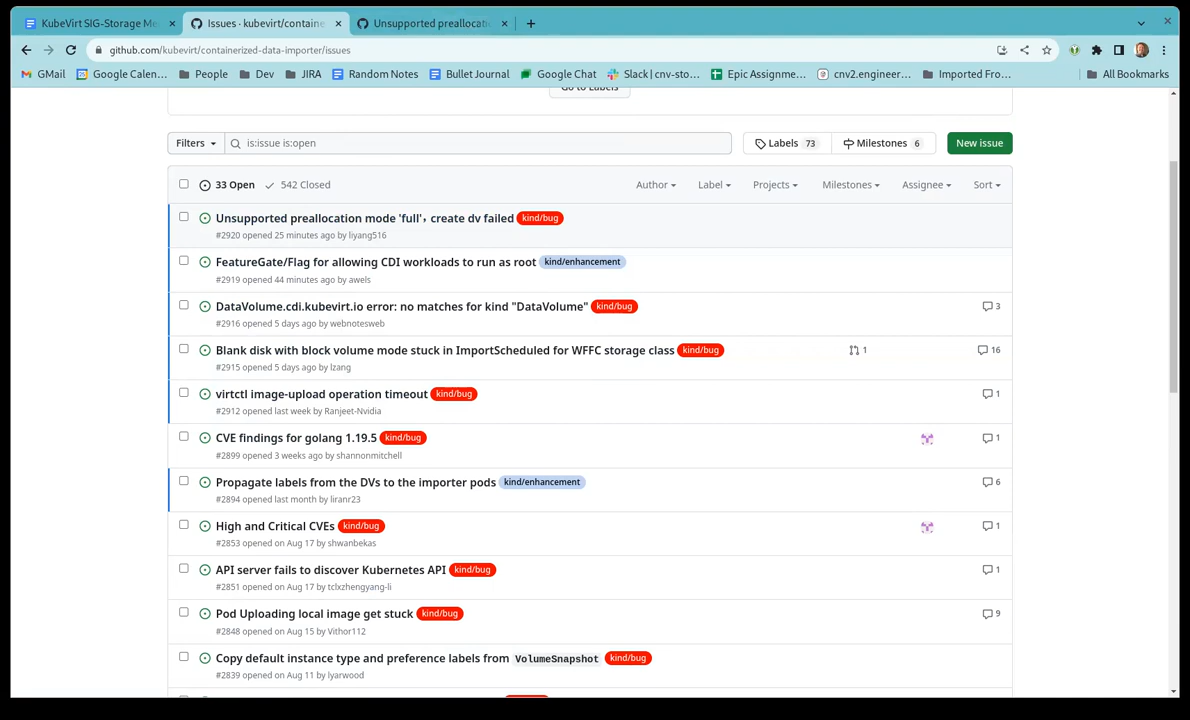 KubeVirt SIG-Storage Me
Issues · kubevirt/containe
Unsupported preallocati
github.com/kubevirt/containerized-data-importer/issues
GMail
Google Calen...
People
Dev
JIRA
Random Notes
Bullet Journal
Google Chat
Slack | cnv-sto...
Epic Assignme...
cnv2.engineer...
Imported Fro...
All Bookmarks
Go to Labels
Filters
is:issue is:open
Labels 73
Milestones 6
New issue
33 Open
542 Closed
Author
Label
Projects
Milestones
Assignee
Sort
Unsupported preallocation mode 'full'，create dv failed kind/bug
#2920 opened 25 minutes ago by liyang516
FeatureGate/Flag for allowing CDI workloads to run as root kind/enhancement
#2919 opened 44 minutes ago by awels
DataVolume.cdi.kubevirt.io error: no matches for kind "DataVolume" kind/bug 3
#2916 opened 5 days ago by webnotesweb
Blank disk with block volume mode stuck in ImportScheduled for WFFC storage class kind/bug 1 16
#2915 opened 5 days ago by lzang
virtctl image-upload operation timeout kind/bug 1
#2912 opened last week by Ranjeet-Nvidia
CVE findings for golang 1.19.5 kind/bug 1
#2899 opened 3 weeks ago by shannonmitchell
Propagate labels from the DVs to the importer pods kind/enhancement 6
#2894 opened last month by liranr23
High and Critical CVEs kind/bug 1
#2853 opened on Aug 17 by shwanbekas
API server fails to discover Kubernetes API kind/bug 1
#2851 opened on Aug 17 by tclxzhengyang-li
Pod Uploading local image get stuck kind/bug 9
#2848 opened on Aug 15 by Vithor112
Copy default instance type and preference labels from VolumeSnapshot kind/bug
#2839 opened on Aug 11 by lyarwood